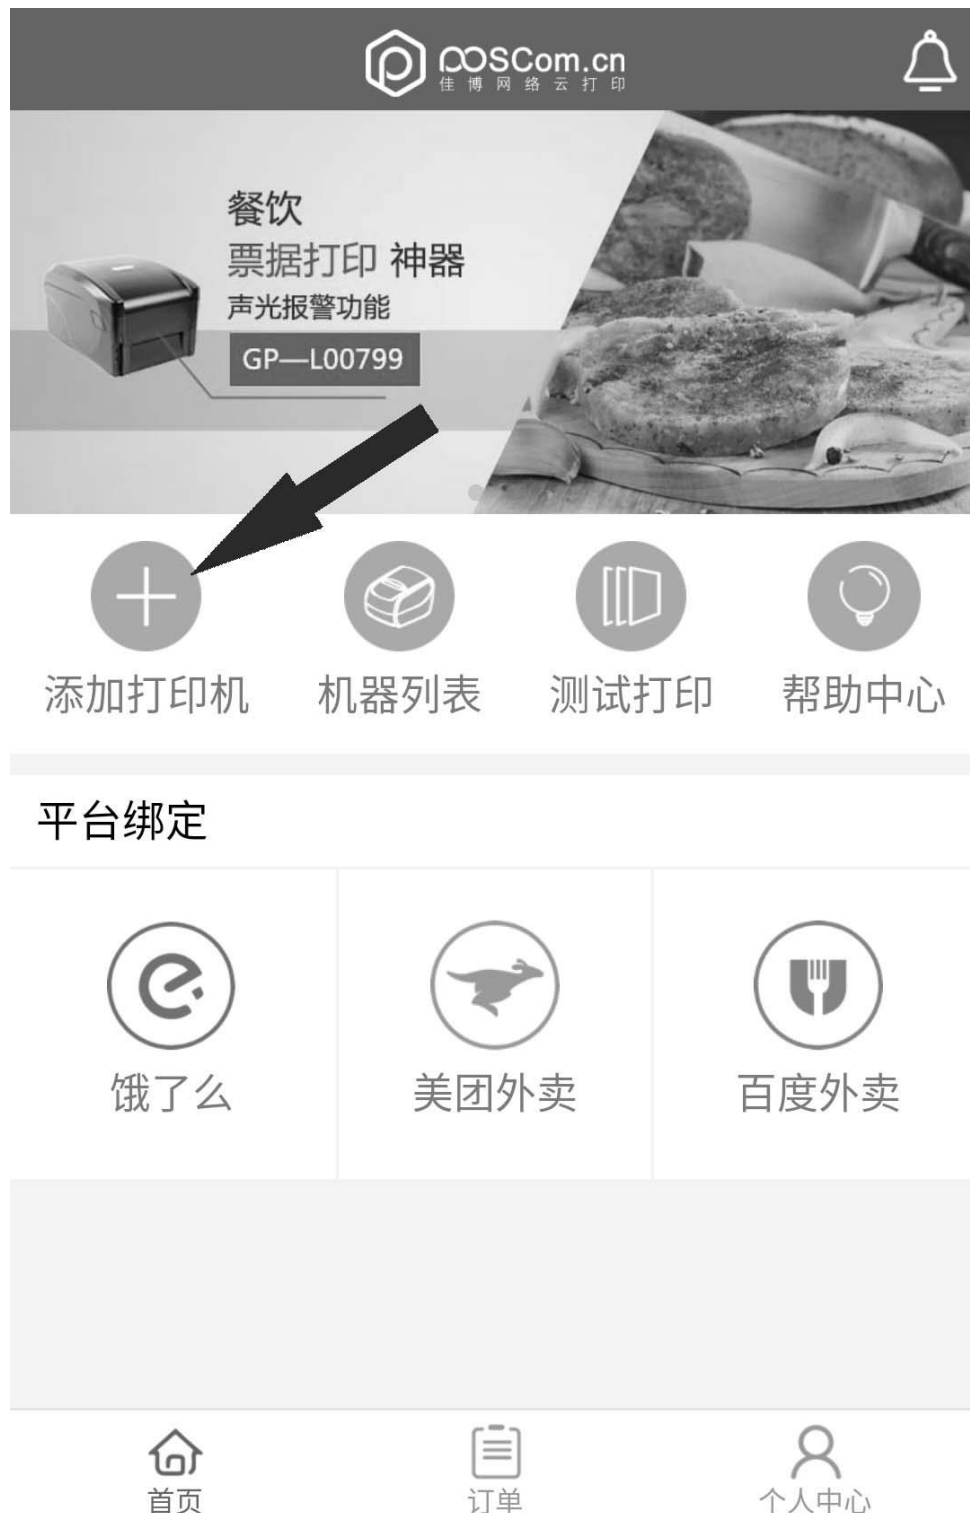 poscom.cn
佳博网络云打印
餐饮
票据打印 神器
声光报警功能
GP—L00799
添加打印机 机器列表 测试打印 帮助中心
平台绑定
饿了么 美团外卖 百度外卖
首页 订单 个人中心